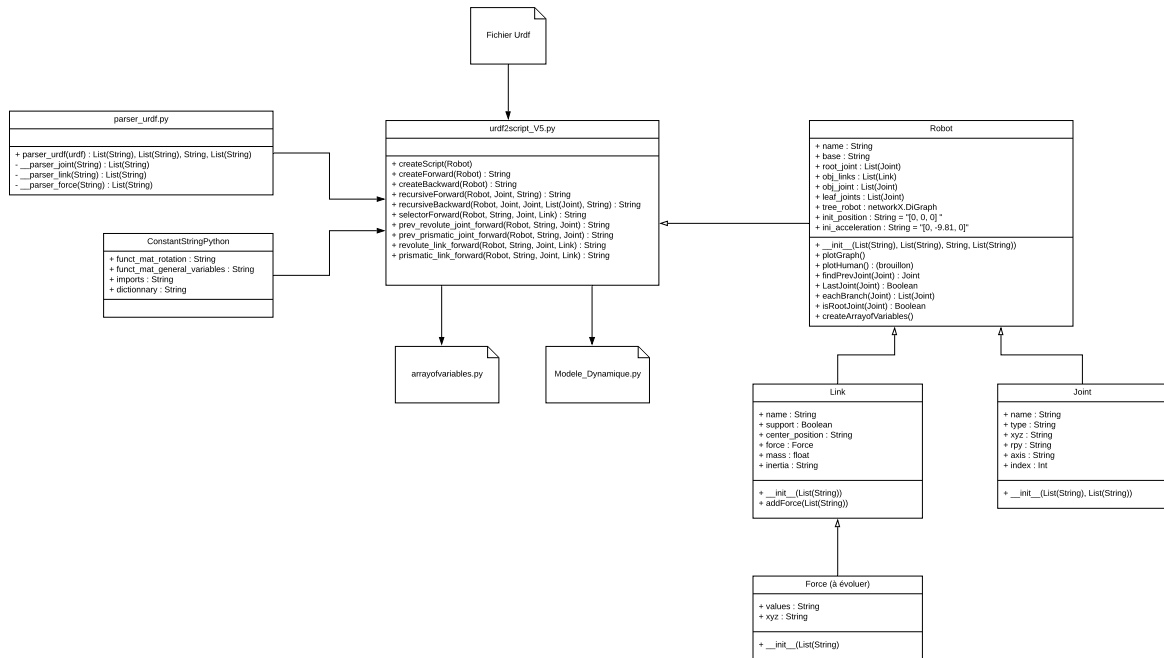 Fichier Urdf
parser_urdf.py
+ parser_urdf(urdf) : List(String), List(String), String, List(String)
- __parser_joint(String) : List(String)
- __parser_link(String) : List(String)
- __parser_force(String) : List(String)
ConstantStringPython
+ funct_mat_rotation : String
+ funct_mat_general_variables : String
+ imports : String
+ dictionnary : String
urdf2script_V5.py
+ createScript(Robot)
+ createForward(Robot) : String
+ createBackward(Robot) : String
+ recursiveForward(Robot, Joint, String) : String
+ recursiveBackward(Robot, Joint, Joint, List(Joint), String) : String
+ selectorForward(Robot, String, Joint, Link) : String
+ prev_revolute_joint_forward(Robot, String, Joint) : String
+ prev_prismatic_joint_forward(Robot, String, Joint) : String
+ revolute_link_forward(Robot, String, Joint, Link) : String
+ prismatic_link_forward(Robot, String, Joint, Link) : String
arrayofvariables.py
Modele_Dynamique.py
Robot
+ name : String
+ base : String
+ root_joint : List(Joint)
+ obj_links : List(Link)
+ obj_joint : List(Joint)
+ leaf_joints : List(Joint)
+ tree_robot : networkX.DiGraph
+ init_position : String = "[0, 0, 0] "
+ ini_acceleration : String = "[0, -9.81, 0]"
+ __init__(List(String), List(String), String, List(String))
+ plotGraph()
+ plotHuman() : (brouillon)
+ findPrevJoint(Joint) : Joint
+ LastJoint(Joint) : Boolean
+ eachBranch(Joint) : List(Joint)
+ isRootJoint(Joint) : Boolean
+ createArrayofVariables()
Link
+ name : String
+ support : Boolean
+ center_position : String
+ force : Force
+ mass : float
+ inertia : String
+ __init__(List(String))
+ addForce(List(String))
Joint
+ name : String
+ type : String
+ xyz : String
+ rpy : String
+ axis : String
+ index : Int
+ __init__(List(String), List(String))
Force (à évoluer)
+ values : String
+ xyz : String
+ __init__(List(String)